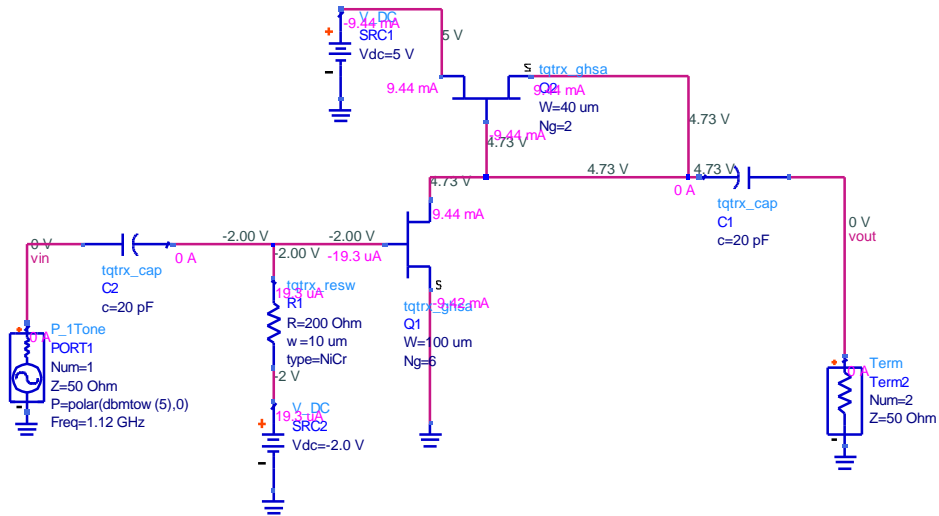 V_DC
-9.44 mA
SRC1
Vdc=5 V
5 V
9.44 mA
S
tqtrx_ghsa
Q2
9.44 mA
W=40 um
Ng=2
-9.44 mA
4.73 V
4.73 V
4.73 V
4.73 V
4.73 V
0 A
tqtrx_cap
C1
c=20 pF
9.44 mA
0 V
vout
0 V
vin
-2.00 V
-2.00 V
-2.00 V
0 A
-19.3 uA
tqtrx_cap
C2
c=20 pF
tqtrx_resw
19.3 uA
R1
R=200 Ohm
w=10 um
type=NiCr
S
-9.42 mA
tqtrx_ghsa
Q1
W=100 um
Ng=6
P_1Tone
0 A
PORT1
Num=1
Z=50 Ohm
P=polar(dbmtow (5),0)
Freq=1.12 GHz
-2 V
V_DC
19.3 uA
SRC2
Vdc=-2.0 V
Term
0 A
Term2
Num=2
Z=50 Ohm